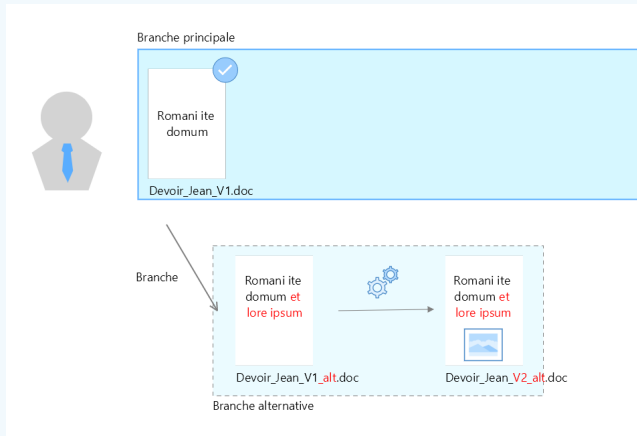 Branche principale
Romani ite
domum
Devoir_Jean_V1.doc
Branche
Romani ite
domum et
lore ipsum
Devoir_Jean_V1_alt.doc
Romani ite
domum et
lore ipsum
Devoir_Jean_V2_alt.doc
Branche alternative